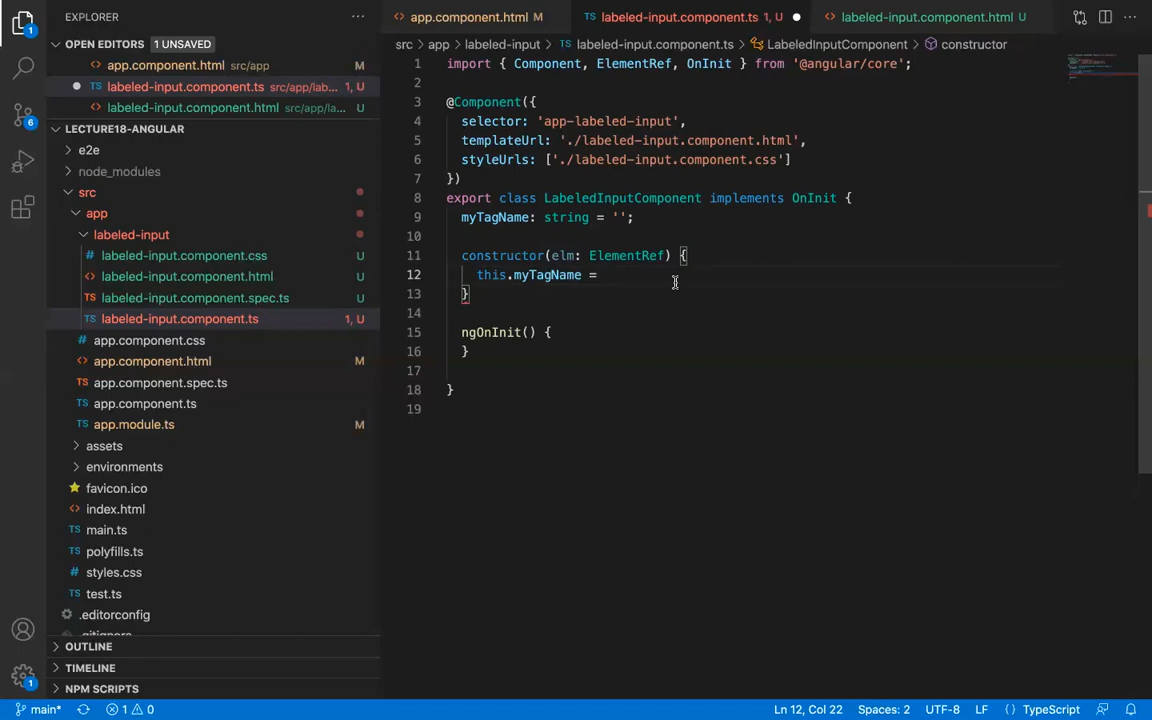 EXPLORER
OPEN EDITORS 1 UNSAVED
app.component.html src/app M
labeled-input.component.ts src/app/lab... 1, U
labeled-input.component.html src/app/la... U
LECTURE18-ANGULAR
e2e
node_modules
src
app
labeled-input
labeled-input.component.css U
labeled-input.component.html U
labeled-input.component.spec.ts U
TS labeled-input.component.ts 1, U
app.component.css
app.component.html M
TS app.component.spec.ts
TS app.component.ts
TS app.module.ts M
assets
environments
favicon.ico
index.html
TS main.ts
TS polyfills.ts
styles.css
TS test.ts
.editorconfig
.gitignore
OUTLINE
TIMELINE
NPM SCRIPTS
app.component.html M
TS labeled-input.component.ts 1, U
labeled-input.component.html U
src > app > labeled-input > TS labeled-input.component.ts > LabeledInputComponent > constructor
1 import { Component, ElementRef, OnInit } from '@angular/core';
2
3 @Component({
4 selector: 'app-labeled-input',
5 templateUrl: './labeled-input.component.html',
6 styleUrls: ['./labeled-input.component.css']
7 })
8 export class LabeledInputComponent implements OnInit {
9 myTagName: string = '';
10
11 constructor(elm: ElementRef) {
12 this.myTagName =
13 }
14
15 ngOnInit() {
16 }
17
18 }
19
main* 1 0 Ln 12, Col 22 Spaces: 2 UTF-8 LF {} TypeScript